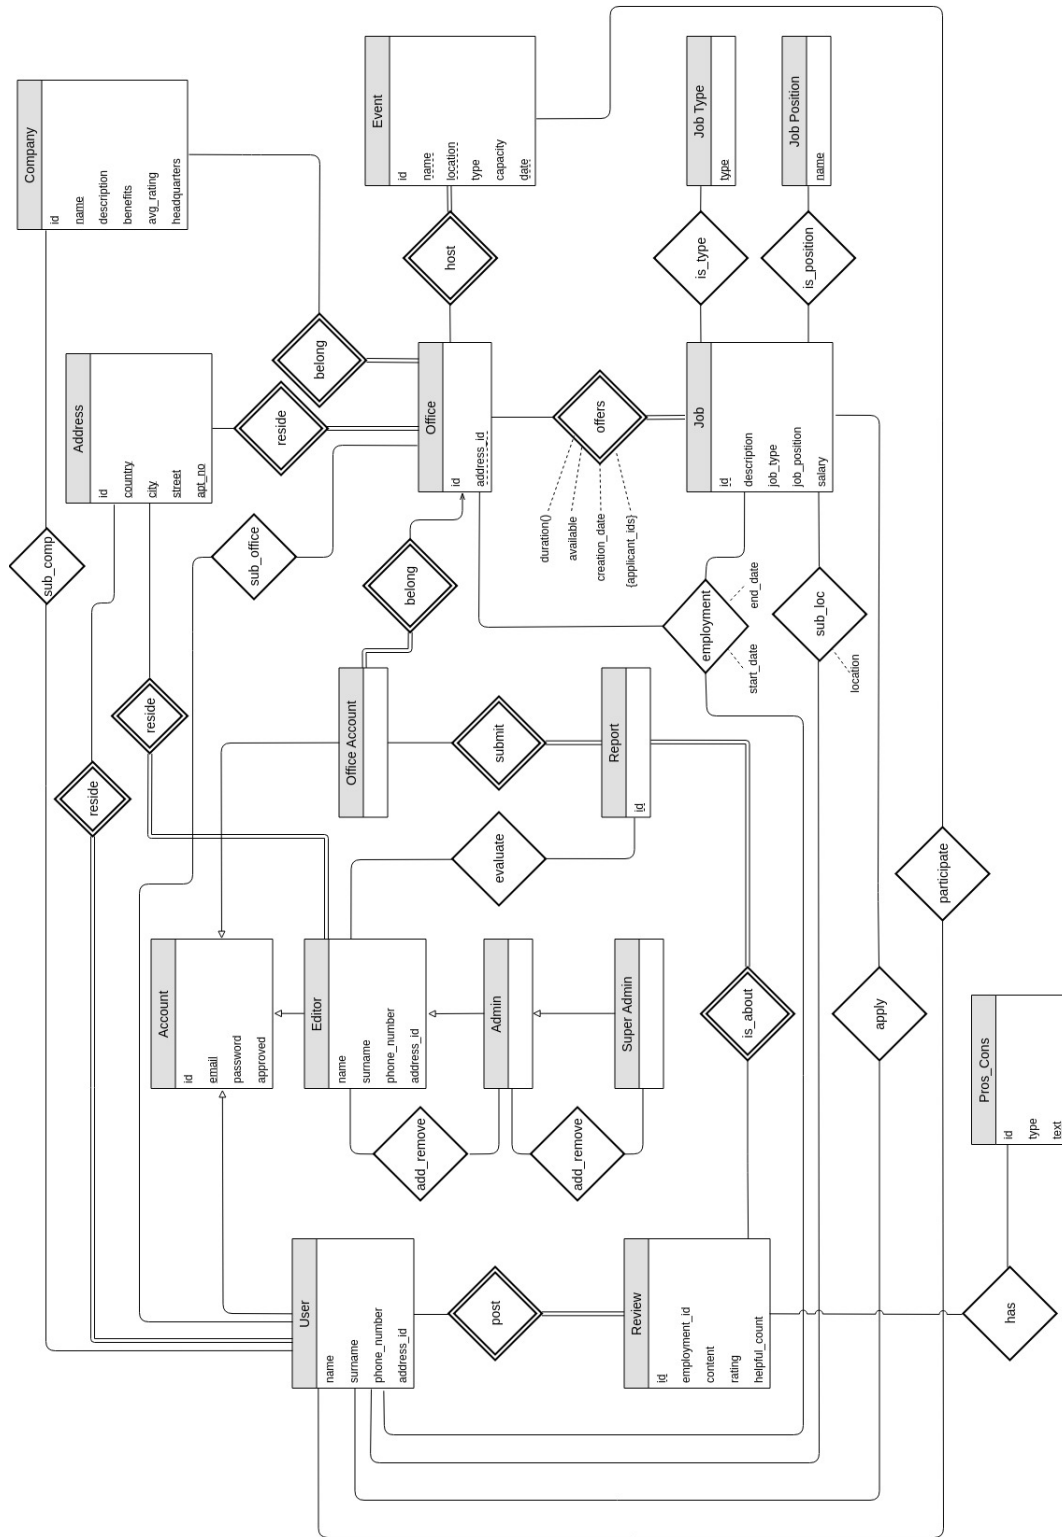 Company
id
name
description
benefits
avg_rating
headquarters
Event
id
name
location
type
capacity
date
Job Type
type
Job Position
name
host
is_type
is_position
belong
Address
id
country
city
street
apt_no
reside
Office
id
address_id
offers
duration()
available
creation_date
{applicant_ids}
Job
id
description
job_type
job_position
salary
sub_comp
sub_office
belong
employment
start_date
end_date
sub_loc
location
reside
reside
Office Account
submit
Report
id
evaluate
participate
Account
id
email
password
approved
Editor
name
surname
phone_number
address_id
Admin
Super Admin
is_about
apply
Pros_Cons
id
type
text
add_remove
add_remove
User
name
surname
phone_number
address_id
post
Review
id
employment_id
content
rating
helpful_count
has